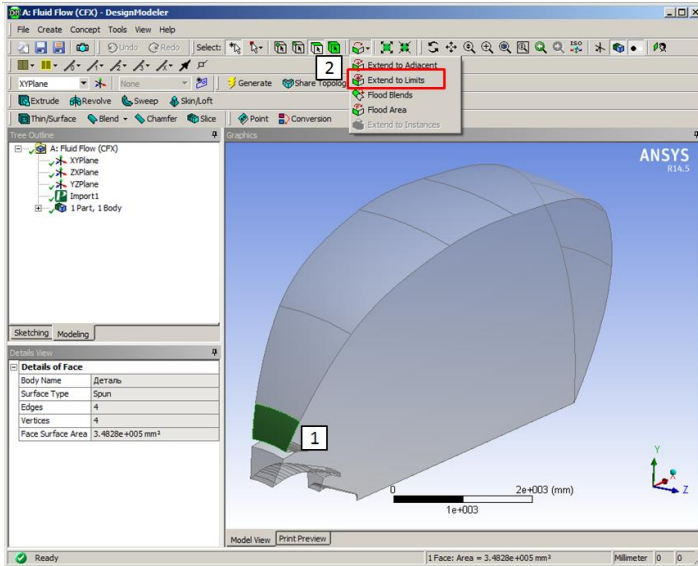 A: Fluid Flow (CFX) - DesignModeler
File Create Concept Tools View Help
Undo Redo Select:
XYPlane None Generate Share Topolog
Extrude Revolve Sweep Skin/Loft
Thin/Surface Blend Chamfer Slice Point Conversion
2
Extend to Adjacent
Extend to Limits
Flood Blends
Flood Area
Extend to Instances
Tree Outline
A: Fluid Flow (CFX)
XYPlane
ZXPlane
YZPlane
Import1
1 Part, 1 Body
Sketching Modeling
Details View
Details of Face
Body Name Деталь
Surface Type Spun
Edges 4
Vertices 4
Face Surface Area 3.4828e+005 mm²
Graphics
ANSYS
R14.5
1
0 2e+003 (mm)
1e+003
Y
X
Z
Model View Print Preview
Ready 1 Face: Area = 3.4828e+005 mm² Millimeter 0 0